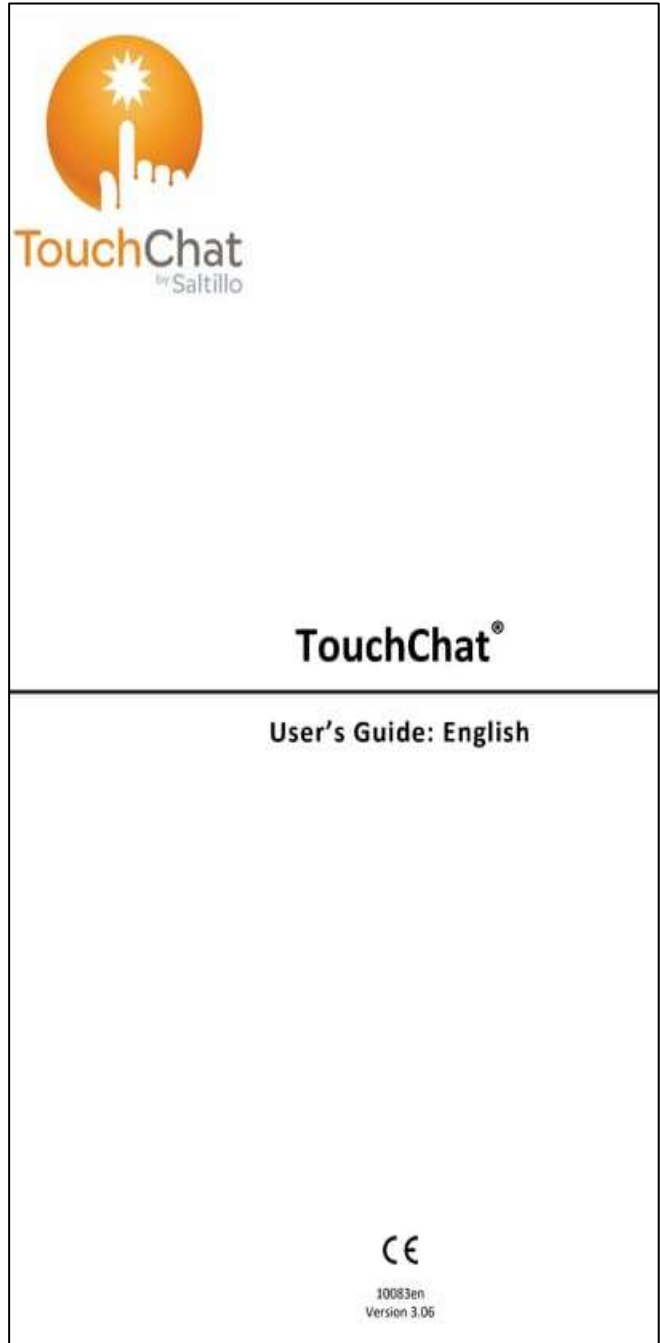 TouchChat
by Saltillo
TouchChat®
User's Guide: English
CE
10083en
Version 3.06